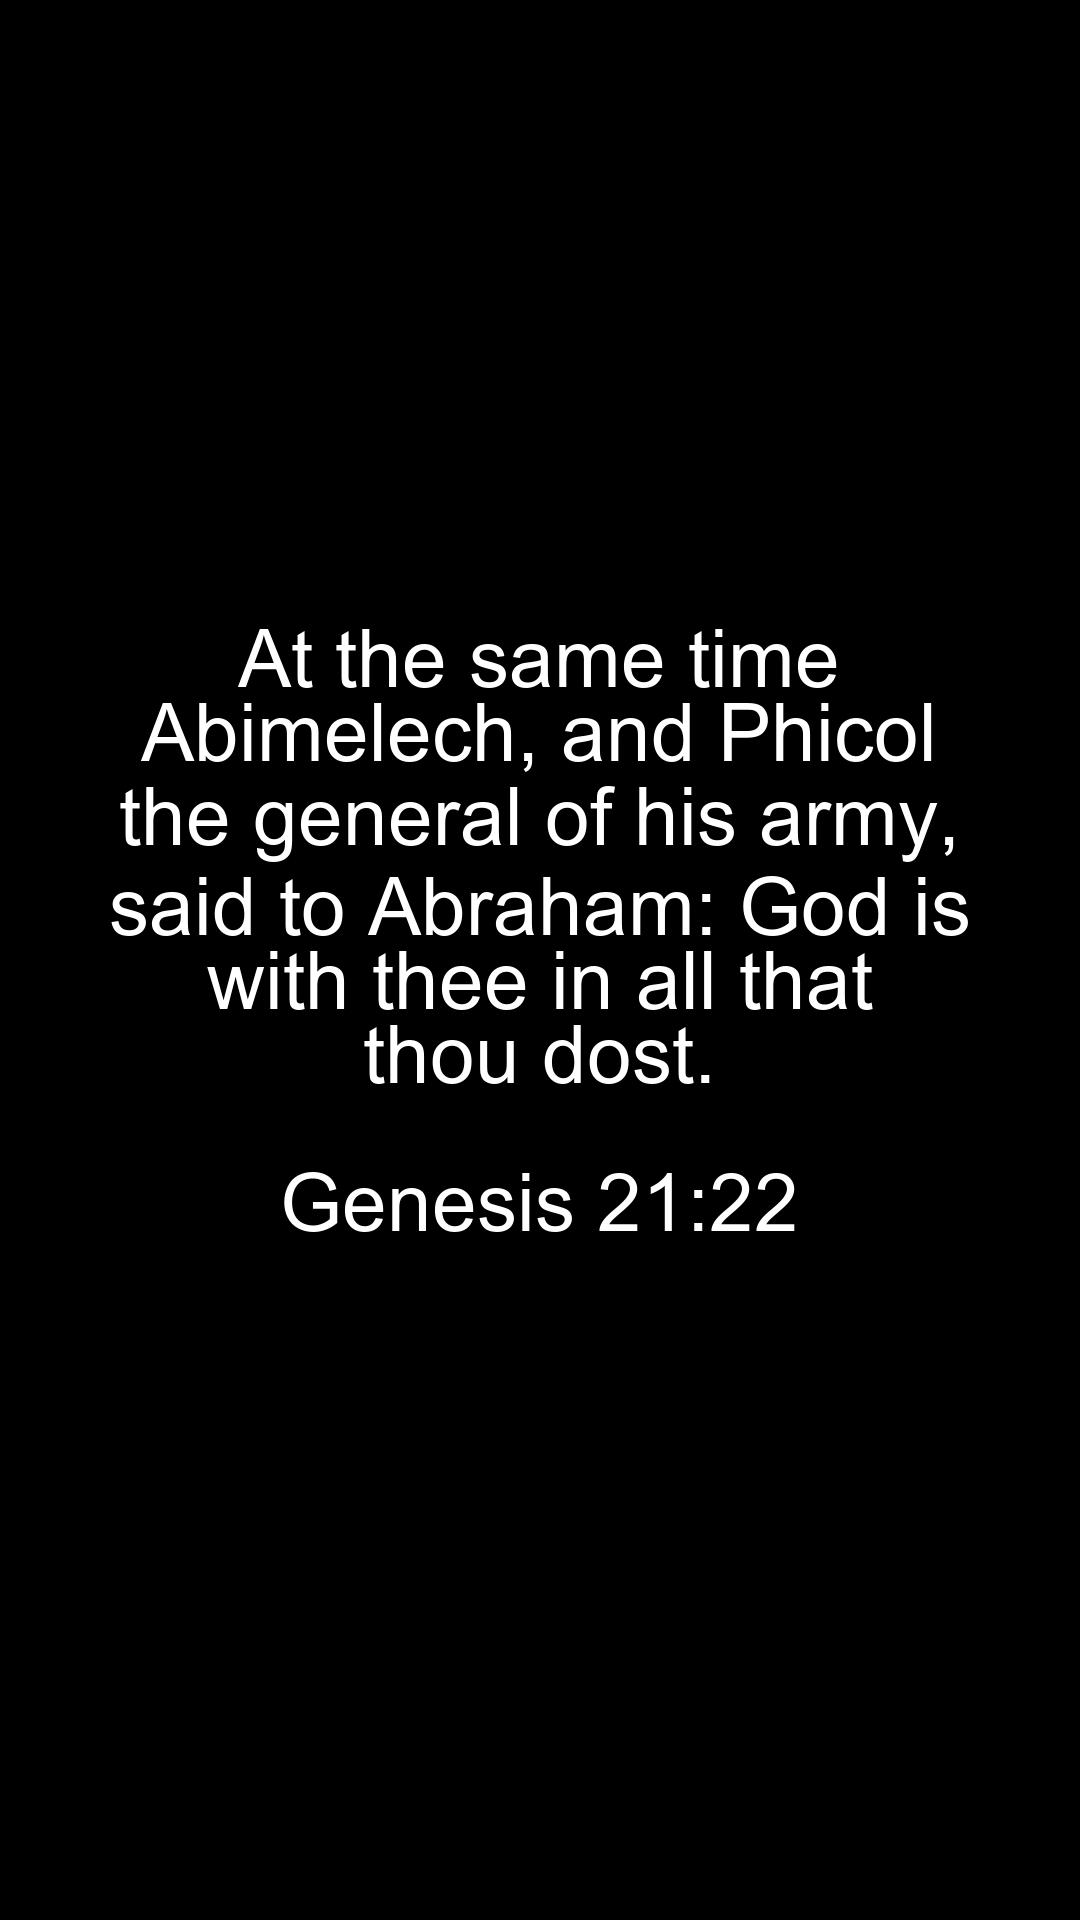 At the same time
Abimelech, and Phicol
the general of his army,
said to Abraham: God is
with thee in all that
thou dost.
Genesis 21:22